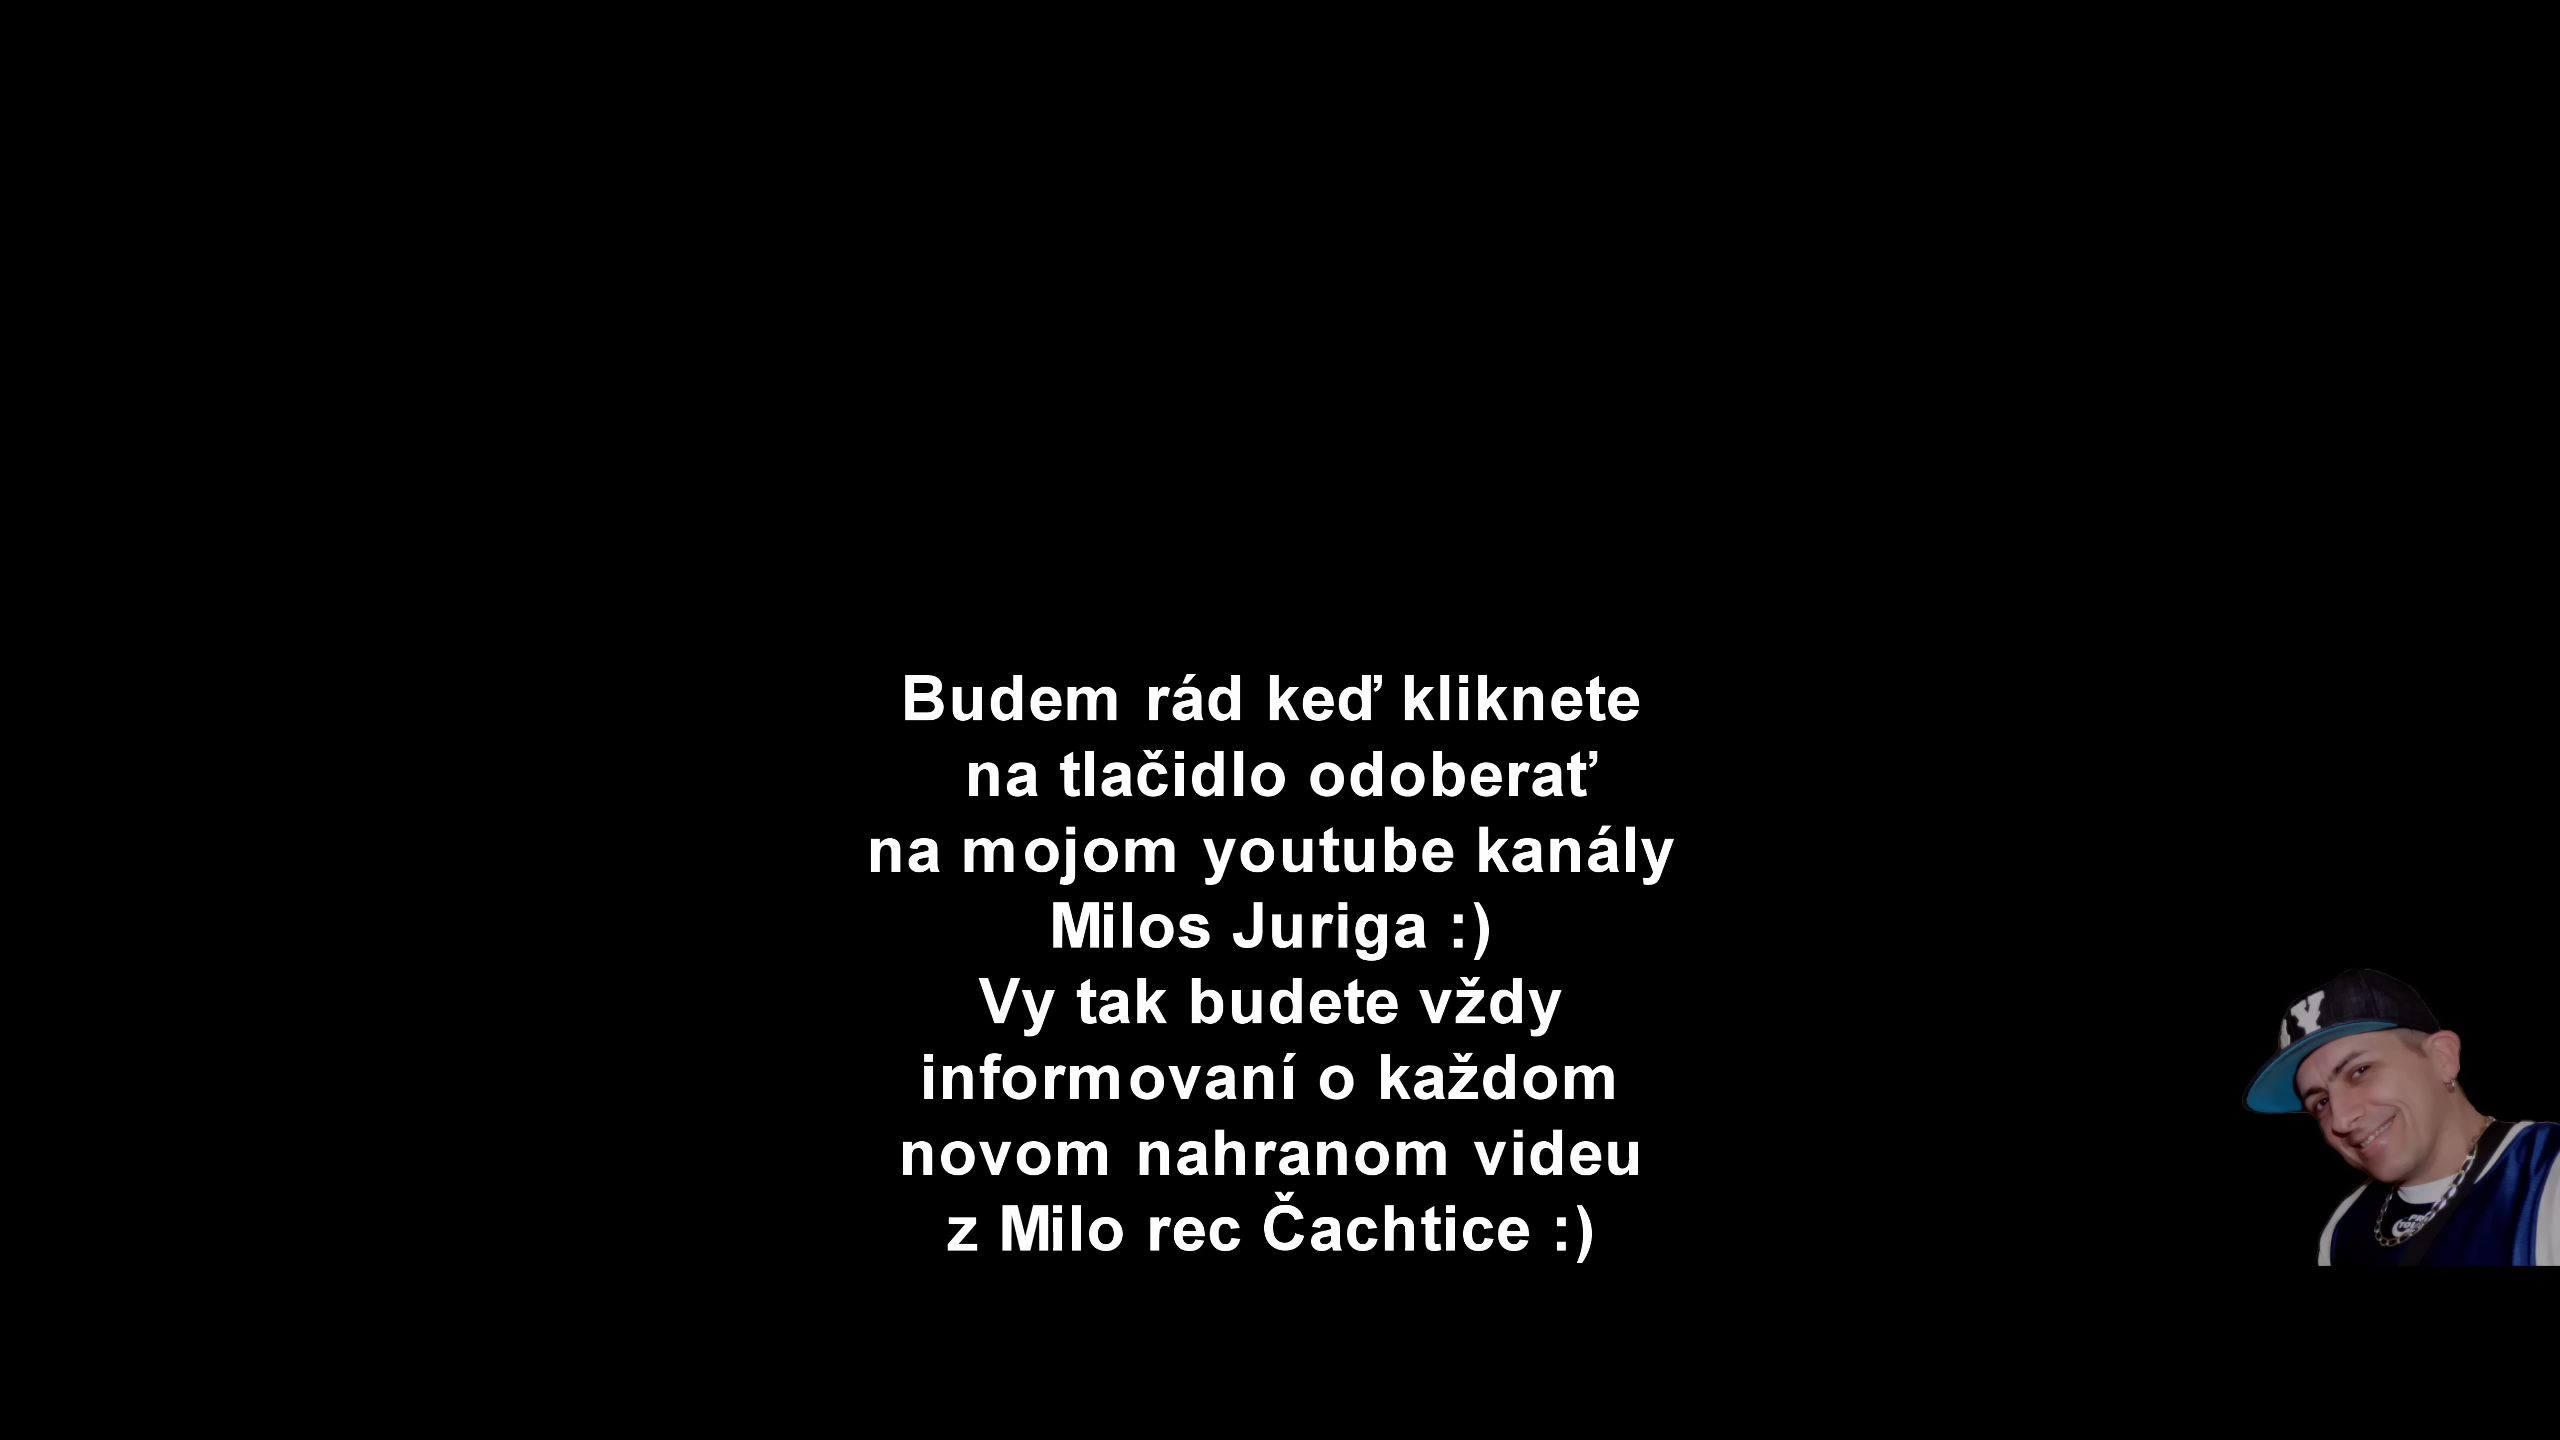 Budem rád keď kliknete
na tlačidlo odoberať
na mojom youtube kanály
Milos Juriga :)
Vy tak budete vždy
informovaní o každom
novom nahranom videu
z Milo rec Čachtice :)